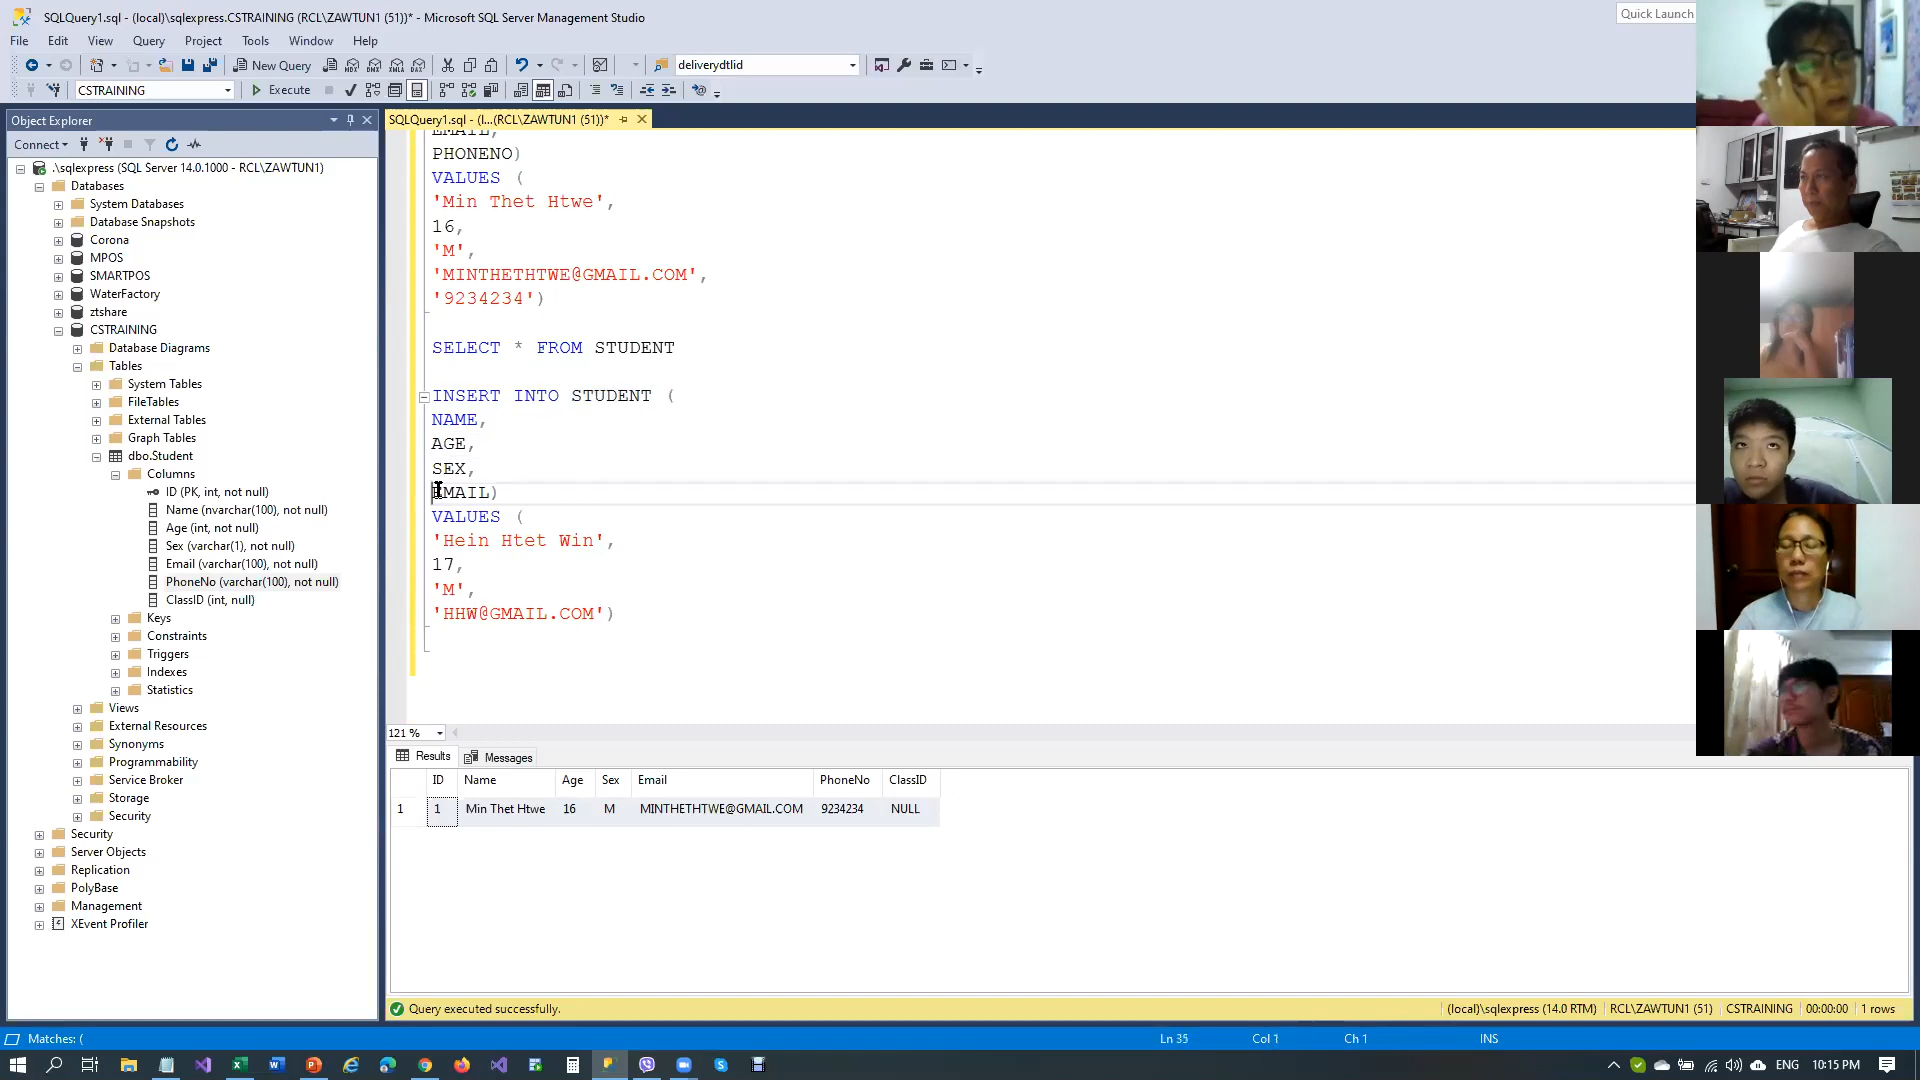 SQLQuery1.sql - (local)\sqlexpress.CSTRAINING (RCL\ZAWTUN1 (51))* - Microsoft SQL Server Management Studio
Quick Launch
File Edit View Query Project Tools Window Help
New Query
deliverydtlid
CSTRAINING
Execute
Object Explorer
SQLQuery1.sql - (l...(RCL\ZAWTUN1 (51))*
Connect
.\sqlexpress (SQL Server 14.0.1000 - RCL\ZAWTUN1)
Databases
System Databases
Database Snapshots
Corona
MPOS
SMARTPOS
WaterFactory
ztshare
CSTRAINING
Database Diagrams
Tables
System Tables
FileTables
External Tables
Graph Tables
dbo.Student
Columns
ID (PK, int, not null)
Name (nvarchar(100), not null)
Age (int, not null)
Sex (varchar(1), not null)
Email (varchar(100), not null)
PhoneNo (varchar(100), not null)
ClassID (int, null)
Keys
Constraints
Triggers
Indexes
Statistics
Views
External Resources
Synonyms
Programmability
Service Broker
Storage
Security
Security
Server Objects
Replication
PolyBase
Management
XEvent Profiler
EMAIL,
PHONENO)
VALUES (
'Min Thet Htwe',
16,
'M',
'MINTHETHTWE@GMAIL.COM',
'9234234')
SELECT * FROM STUDENT
INSERT INTO STUDENT (
NAME,
AGE,
SEX,
EMAIL)
VALUES (
'Hein Htet Win',
17,
'M',
'HHW@GMAIL.COM')
121 %
Results Messages
ID Name Age Sex Email PhoneNo ClassID
1 1 Min Thet Htwe 16 M MINTHETHTWE@GMAIL.COM 9234234 NULL
Query executed successfully.
(local)\sqlexpress (14.0 RTM) RCL\ZAWTUN1 (51) CSTRAINING 00:00:00 1 rows
Matches: (
Ln 35 Col 1 Ch 1 INS
ENG 10:15 PM